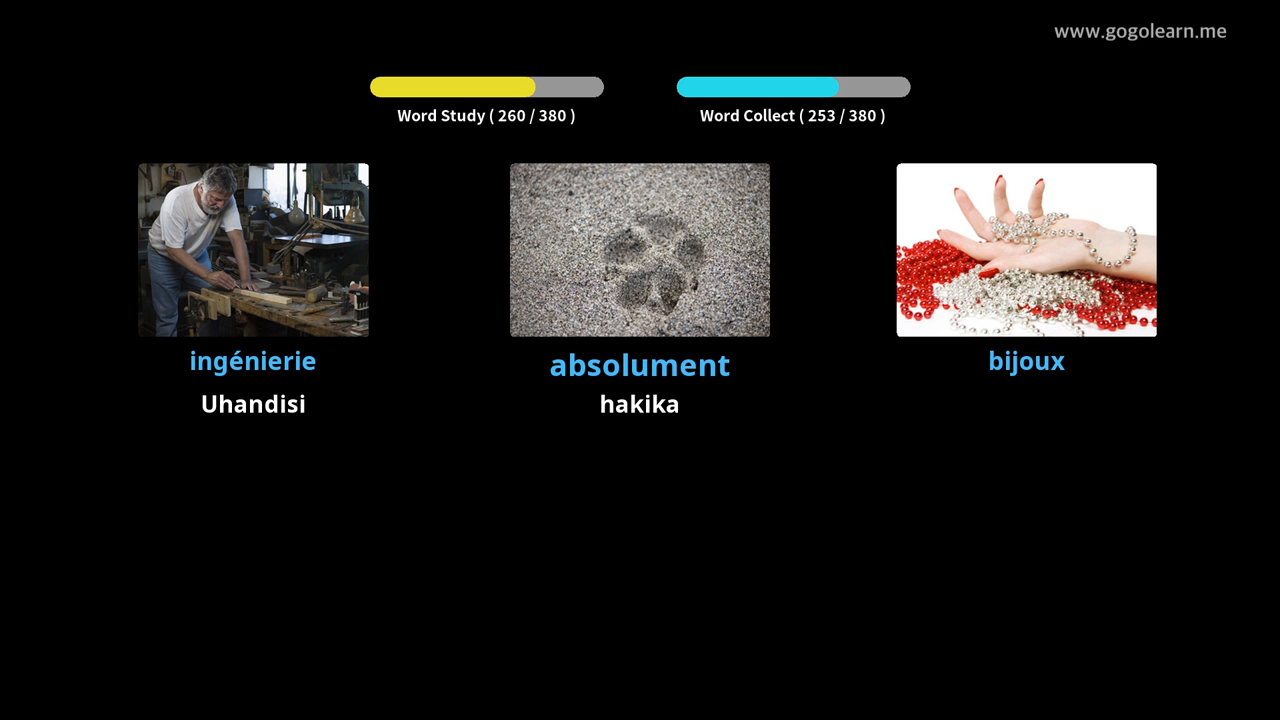 www.gogolearn.me
Word Study ( 260 / 380 )
Word Collect ( 253 / 380 )
ingénierie
absolument
bijoux
Uhandisi
hakika